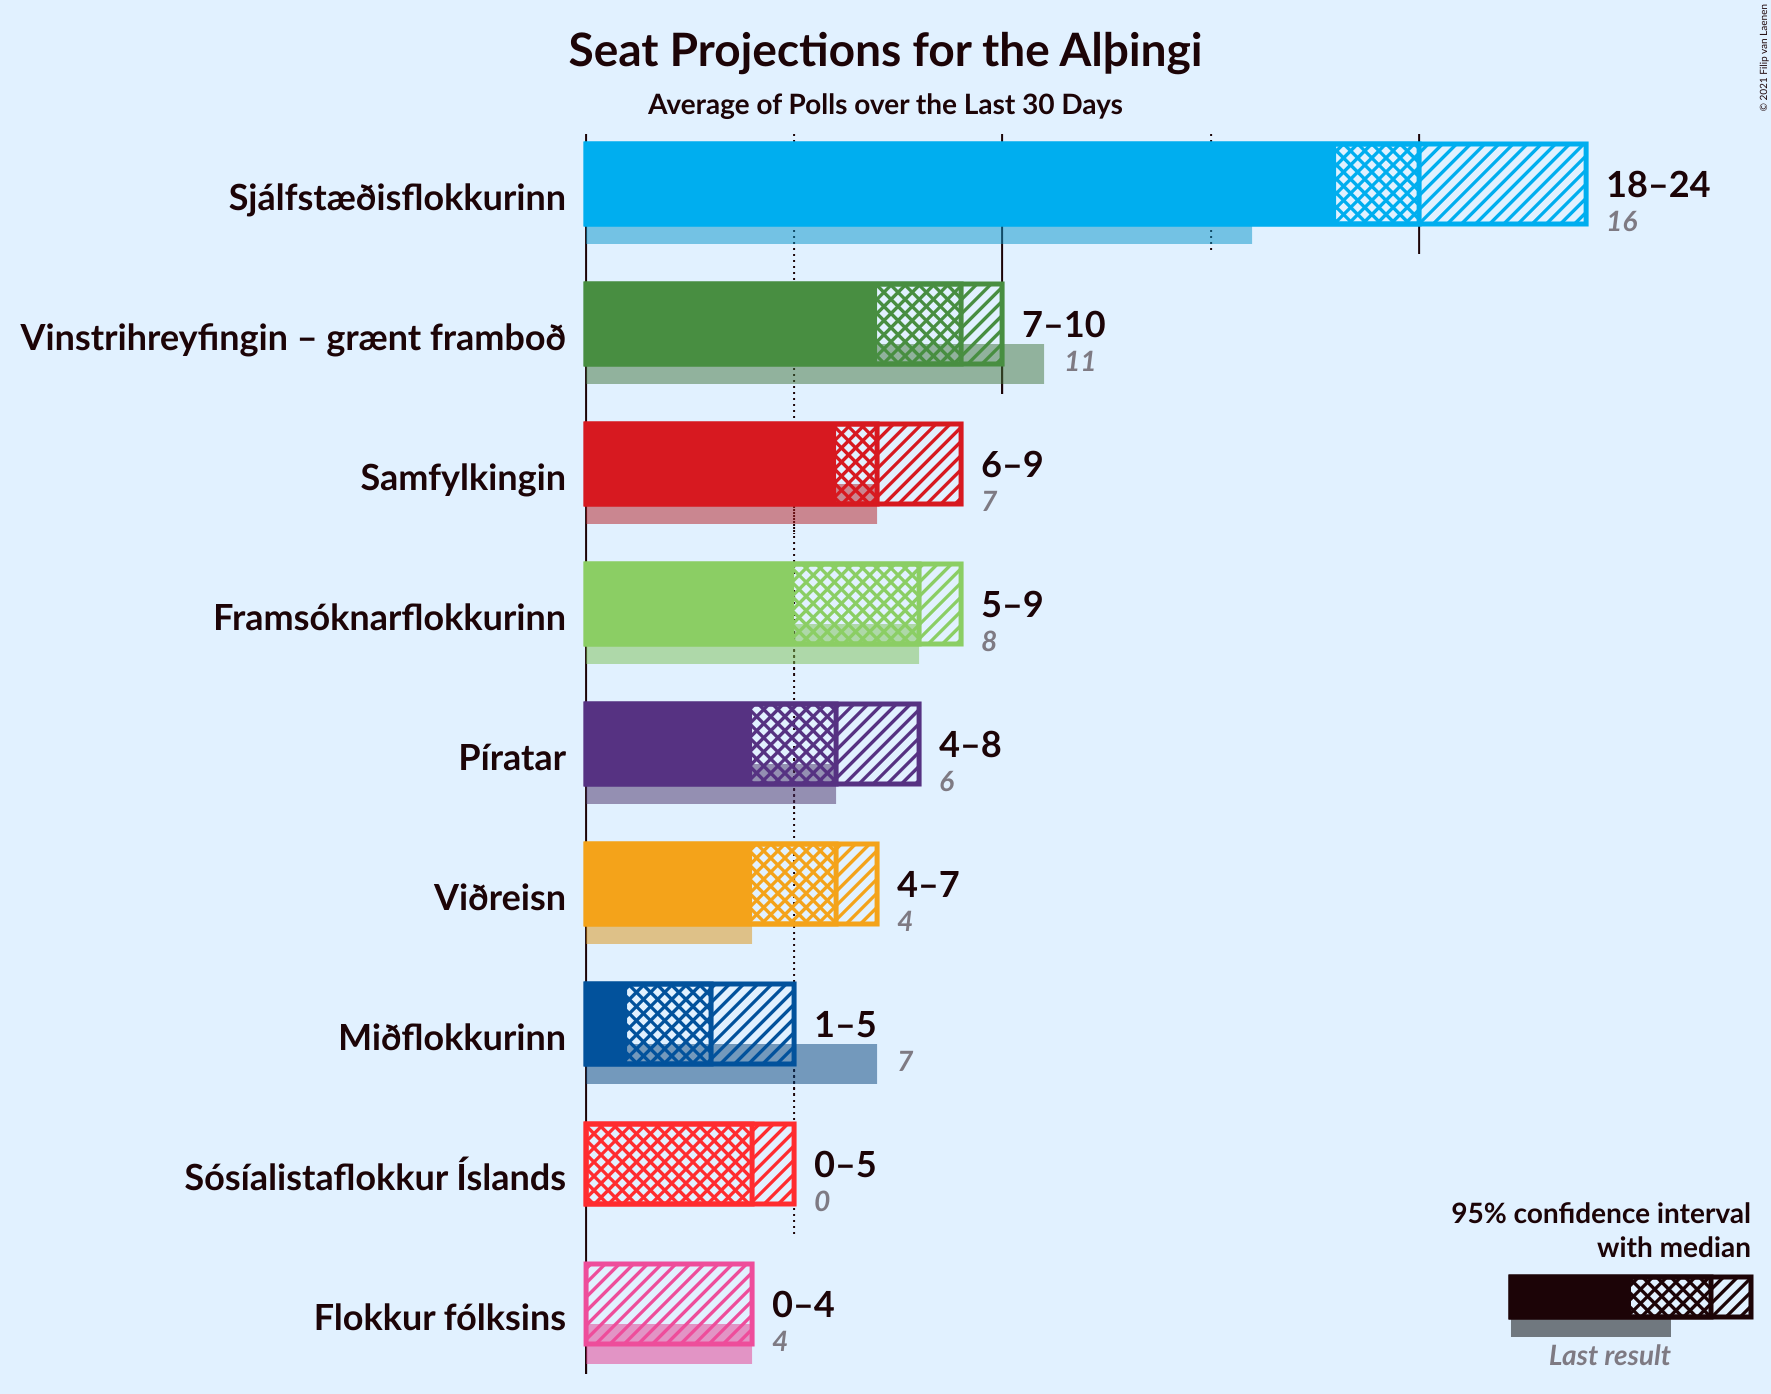 Seat Projections for the Alþingi
Average of Polls over the Last 30 Days
© 2021 Filip van Laenen
Sjálfstæðisflokkurinn
18–24
16
Vinstrihreyfingin – grænt framboð
7–10
11
Samfylkingin
6–9
7
Framsóknarflokkurinn
5–9
8
Píratar
4–8
6
Viðreisn
4–7
4
Miðflokkurinn
1–5
7
Sósíalistaflokkur Íslands
0–5
0
Flokkur fólksins
0–4
4
95% confidence interval
with median
Last result